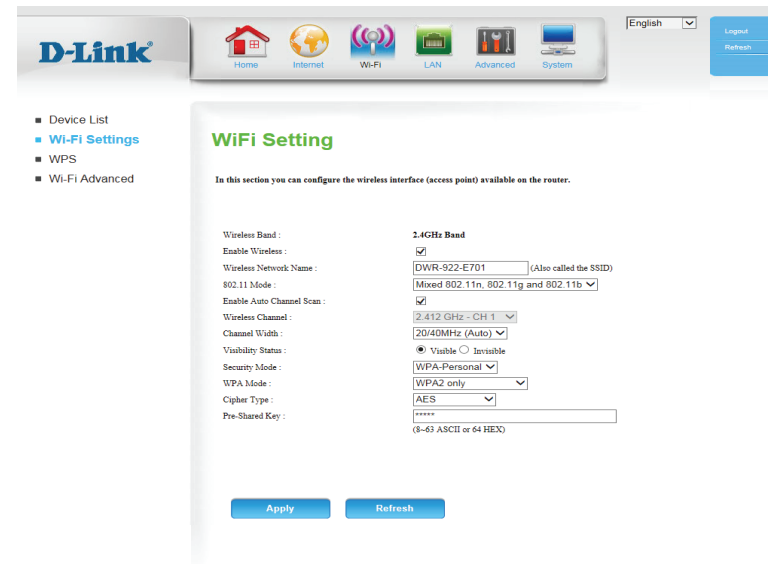 English
Logout
Refresh
D-Link®
Home
Internet
Wi-Fi
LAN
Advanced
System
Device List
Wi-Fi Settings
WPS
Wi-Fi Advanced
WiFi Setting
In this section you can configure the wireless interface (access point) available on the router.
Wireless Band : 2.4GHz Band
Enable Wireless :
Wireless Network Name : DWR-922-E701 (Also called the SSID)
802.11 Mode : Mixed 802.11n, 802.11g and 802.11b
Enable Auto Channel Scan :
Wireless Channel : 2.412 GHz - CH 1
Channel Width : 20/40MHz (Auto)
Visibility Status : Visible Invisible
Security Mode : WPA-Personal
WPA Mode : WPA2 only
Cipher Type : AES
Pre-Shared Key : *****
(8~63 ASCII or 64 HEX)
Apply Refresh